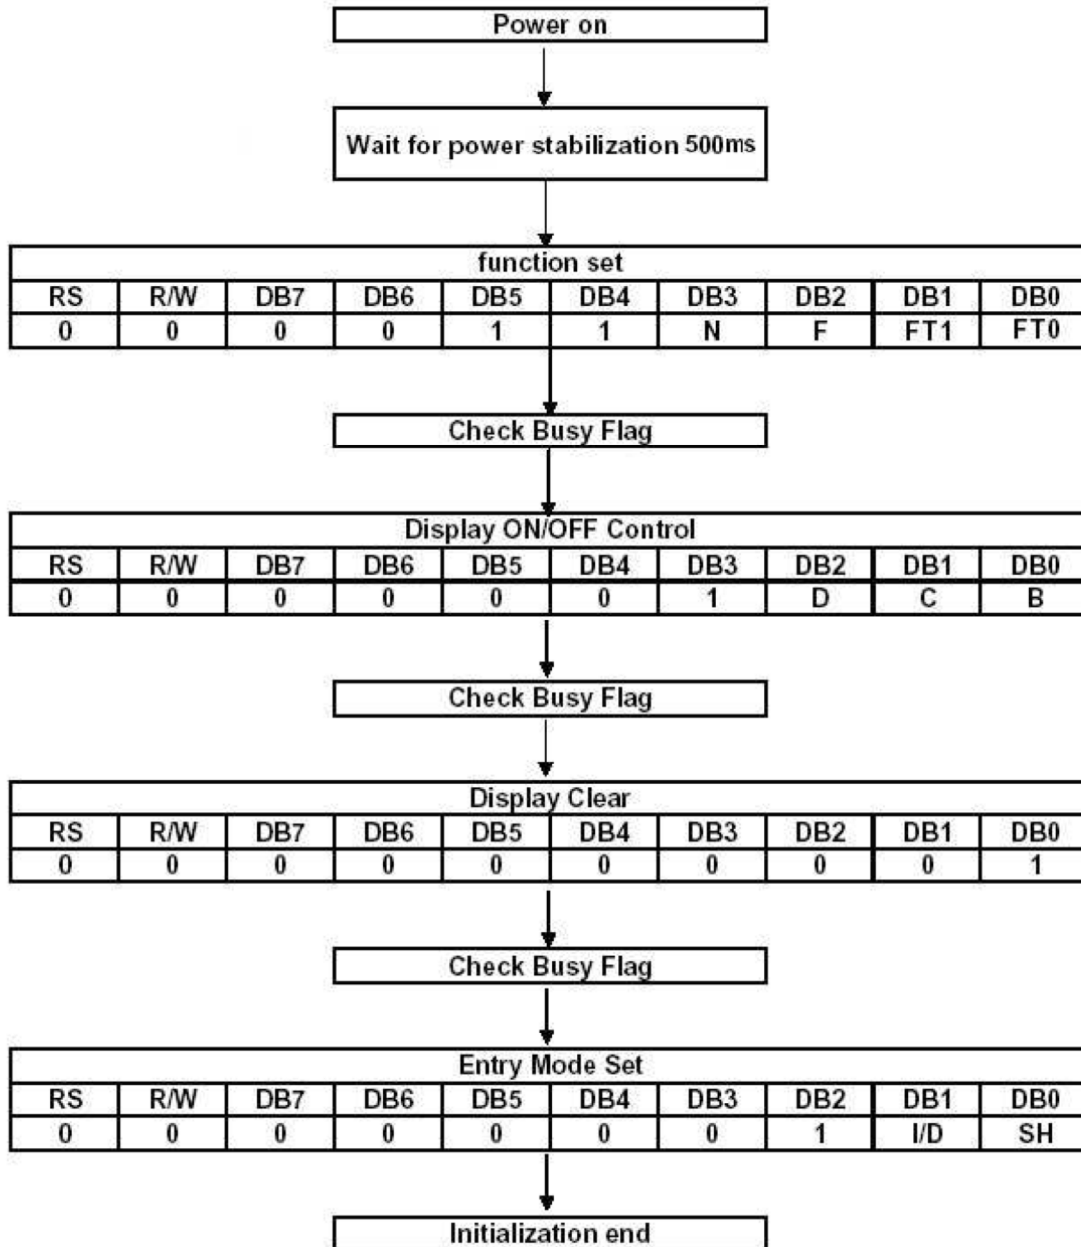 Power on
Wait for power stabilization 500ms
function set
RS R/W DB7 DB6 DB5 DB4 DB3 DB2 DB1 DB0
0 0 0 0 1 1 N F FT1 FT0
Check Busy Flag
Display ON/OFF Control
RS R/W DB7 DB6 DB5 DB4 DB3 DB2 DB1 DB0
0 0 0 0 0 0 1 D C B
Check Busy Flag
Display Clear
RS R/W DB7 DB6 DB5 DB4 DB3 DB2 DB1 DB0
0 0 0 0 0 0 0 0 0 1
Check Busy Flag
Entry Mode Set
RS R/W DB7 DB6 DB5 DB4 DB3 DB2 DB1 DB0
0 0 0 0 0 0 0 1 I/D SH
Initialization end